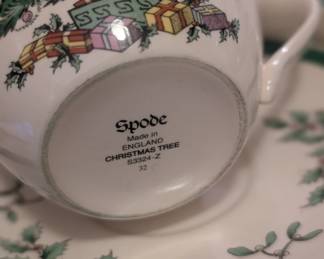 Spode
Made in
ENGLAND
CHRISTMAS TREE
S3324-Z
32